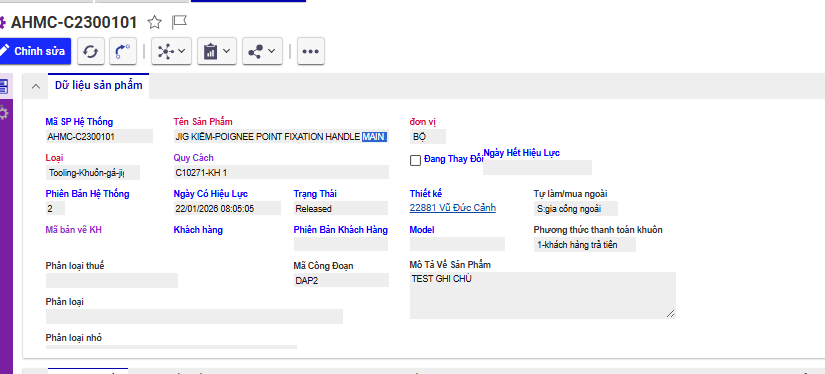 AHMC-C2300101
Chỉnh sửa
Dữ liệu sản phẩm
Mã SP Hệ Thống
Tên Sản Phẩm
đơn vị
AHMC-C2300101
JIG KIỂM-POIGNEE POINT FIXATION HANDLE MAIN
BỘ
Loại
Quy Cách
Đang Thay Đổi
Ngày Hết Hiệu Lực
Tooling-Khuôn-gá-jig
C10271-KH 1
Phiên Bản Hệ Thống
Ngày Có Hiệu Lực
Trạng Thái
Thiết kế
Tự làm/mua ngoài
2
22/01/2026 08:05:05
Released
22881 Vũ Đức Cảnh
S:gia công ngoài
Mã bản vẽ KH
Khách hàng
Phiên Bản Khách Hàng
Model
Phương thức thanh toán khuôn
1-khách hàng trả tiền
Phân loại thuế
Mã Công Đoạn
Mô Tả Về Sản Phẩm
DAP2
TEST GHI CHÚ
Phân loại
Phân loại nhỏ